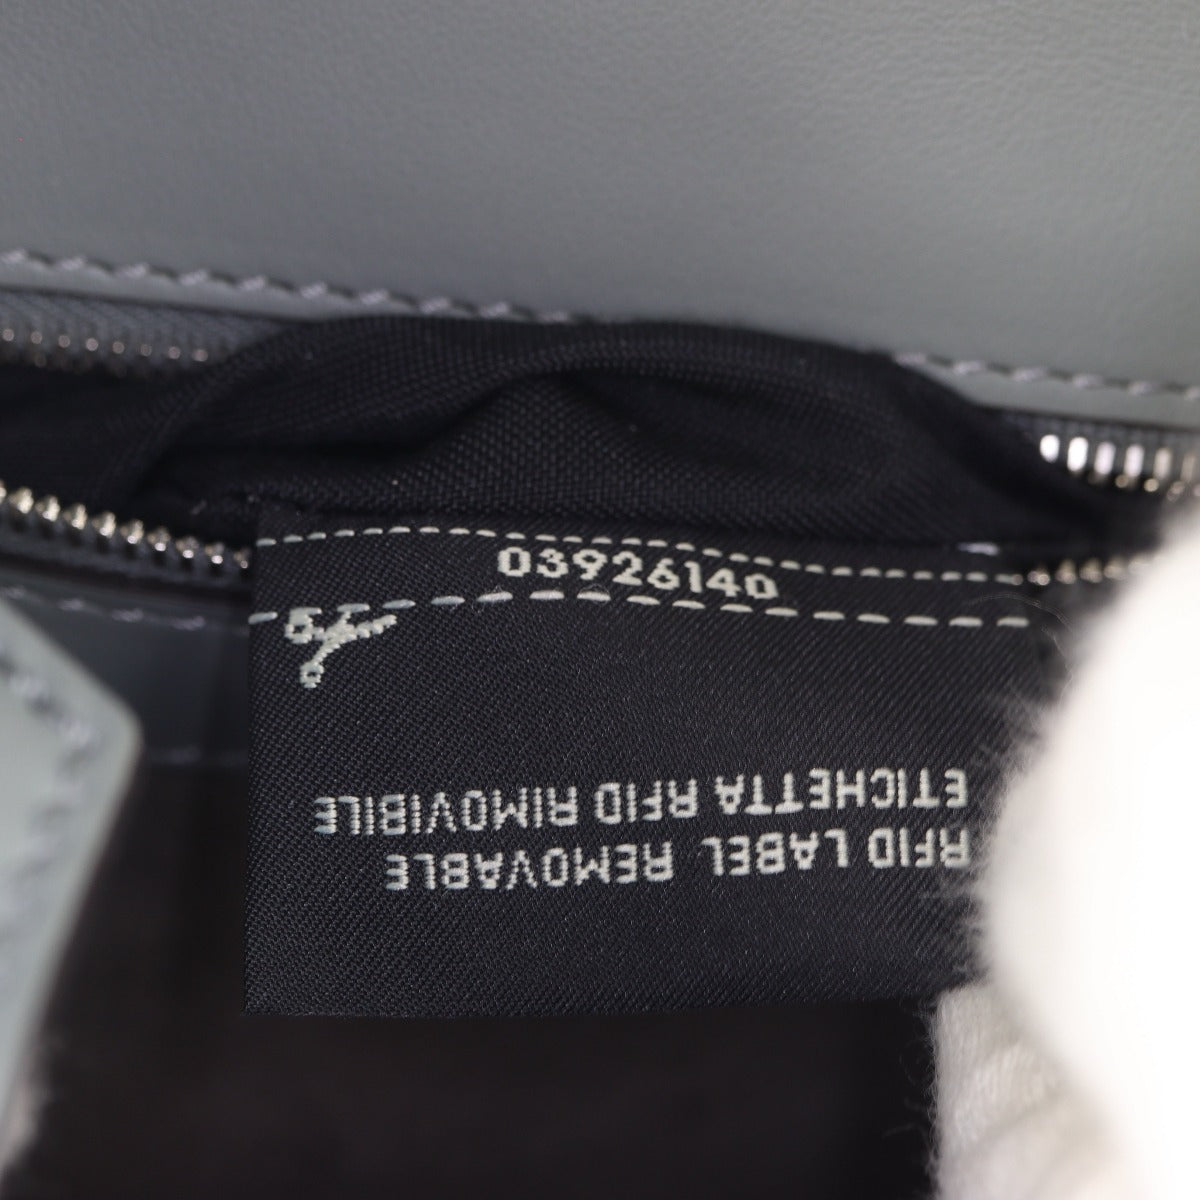 03926140
RFID LABEL REMOVABLE
ETICHETTA RFID RIMOVIBILE